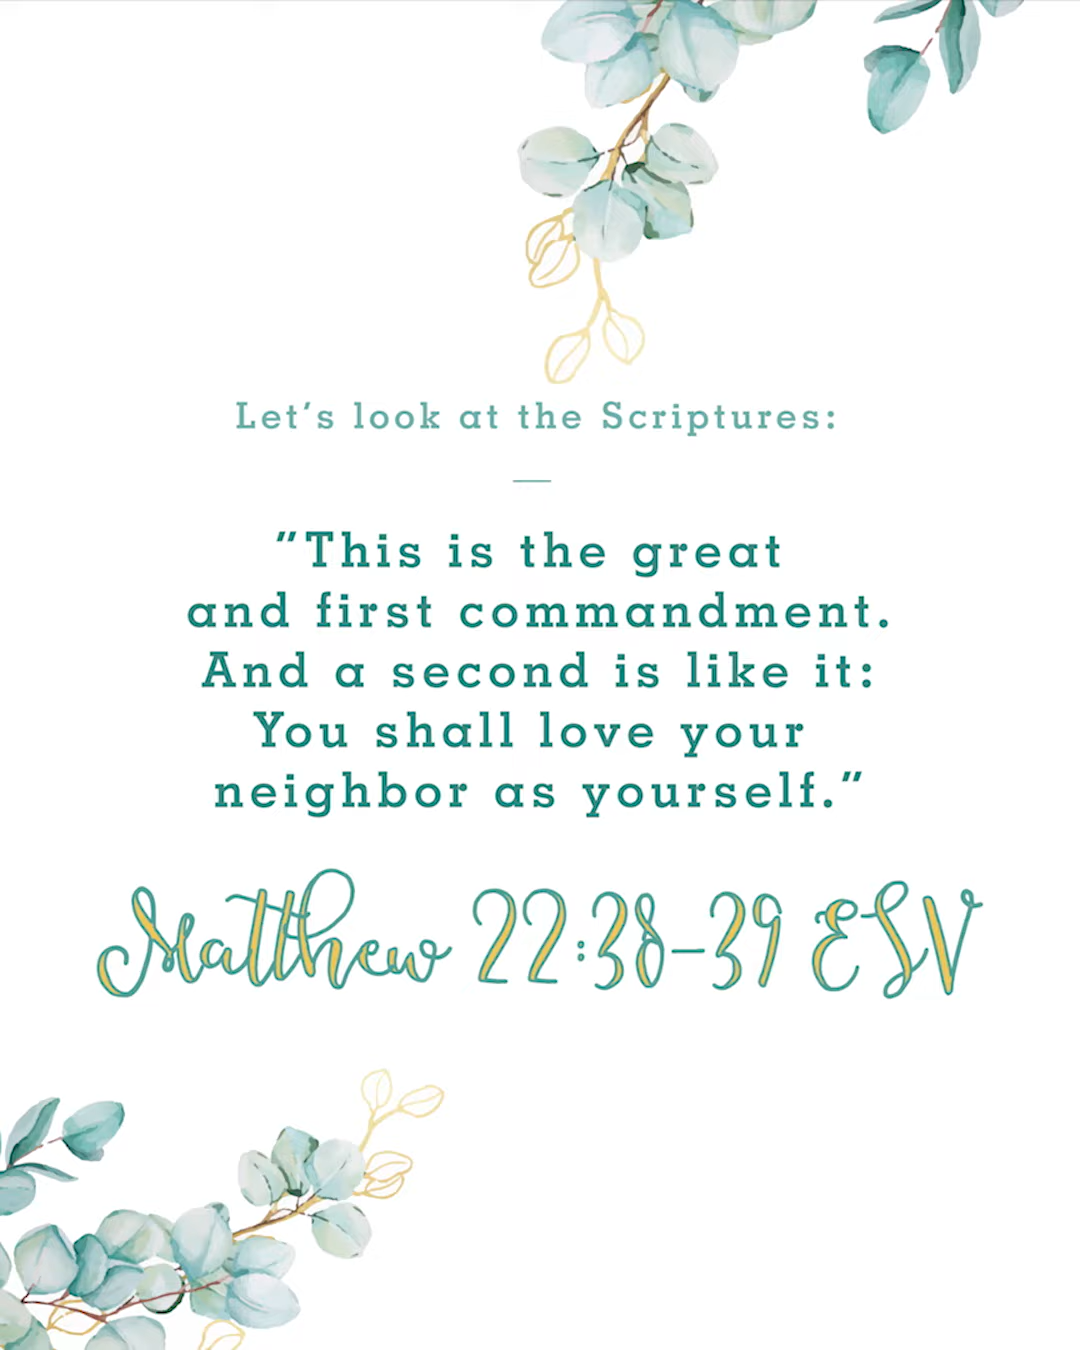 Let’s look at the Scriptures:
"This is the great
and first commandment.
And a second is like it:
You shall love your
neighbor as yourself."
Matthew 22:38–39 ESV